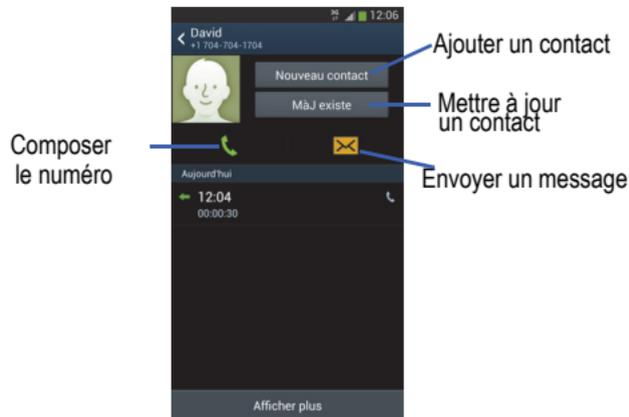 3G 12:06
David
+1 704-704-1704
Nouveau contact
MàJ existe
Aujourd'hui
12:04
00:00:30
Afficher plus
Ajouter un contact
Mettre à jour
un contact
Composer
le numéro
Envoyer un message